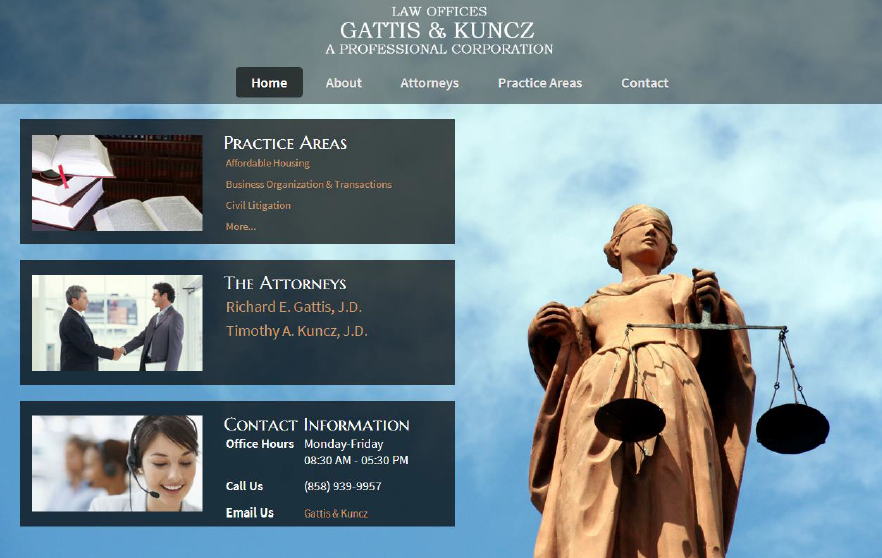 LAW OFFICES
GATTIS & KUNCZ
A PROFESSIONAL CORPORATION
Home About Attorneys Practice Areas Contact
Practice Areas
Affordable Housing
Business Organization & Transactions
Civil Litigation
More...
The Attorneys
Richard E. Gattis, J.D.
Timothy A. Kuncz, J.D.
Contact Information
Office Hours Monday-Friday
08:30 AM - 05:30 PM
Call Us (858) 939-9957
Email Us Gattis & Kuncz